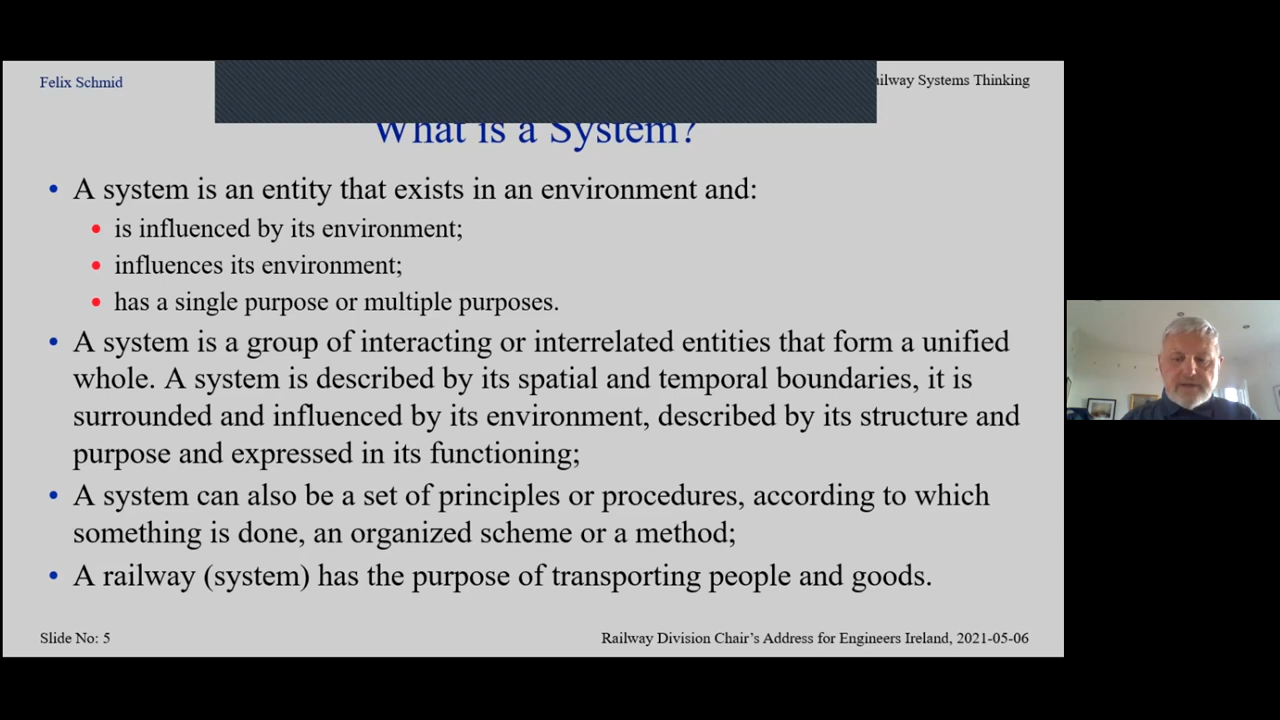 Felix Schmid
ailway Systems Thinking
What is a System?
• A system is an entity that exists in an environment and:
• is influenced by its environment;
• influences its environment;
• has a single purpose or multiple purposes.
• A system is a group of interacting or interrelated entities that form a unified
whole. A system is described by its spatial and temporal boundaries, it is
surrounded and influenced by its environment, described by its structure and
purpose and expressed in its functioning;
• A system can also be a set of principles or procedures, according to which
something is done, an organized scheme or a method;
• A railway (system) has the purpose of transporting people and goods.
Slide No: 5
Railway Division Chair’s Address for Engineers Ireland, 2021-05-06